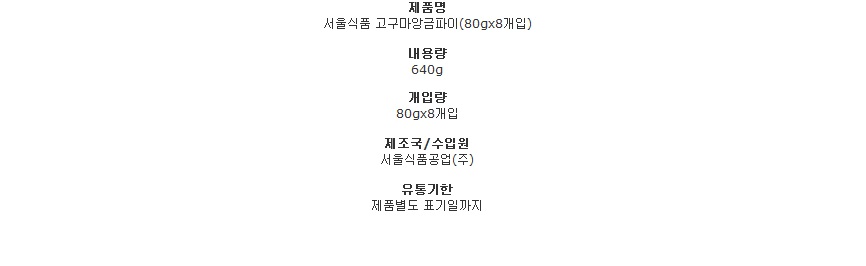 제품명
서울식품 고구마앙금파이(80gx8개입)
내용량
640g
개입량
80gx8개입
제조국/수입원
서울식품공업(주)
유통기한
제품별도 표기일까지